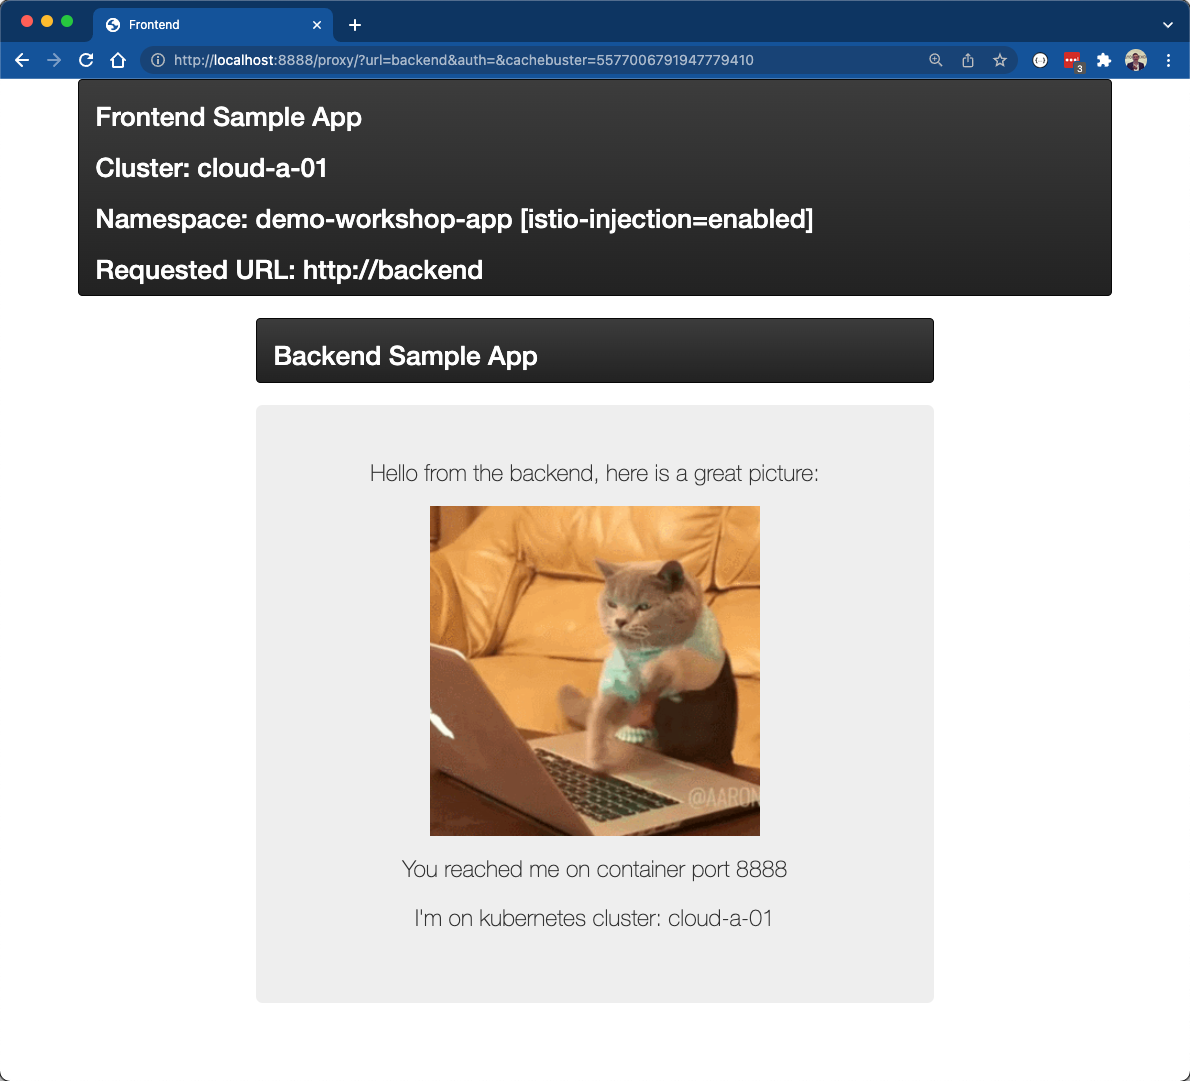 Frontend
http://localhost:8888/proxy/?url=backend&auth=&cachebuster=5577006791947779410
3
Frontend Sample App
Cluster: cloud-a-01
Namespace: demo-workshop-app [istio-injection=enabled]
Requested URL: http://backend
Backend Sample App
Hello from the backend, here is a great picture:
@AARON
You reached me on container port 8888
I'm on kubernetes cluster: cloud-a-01